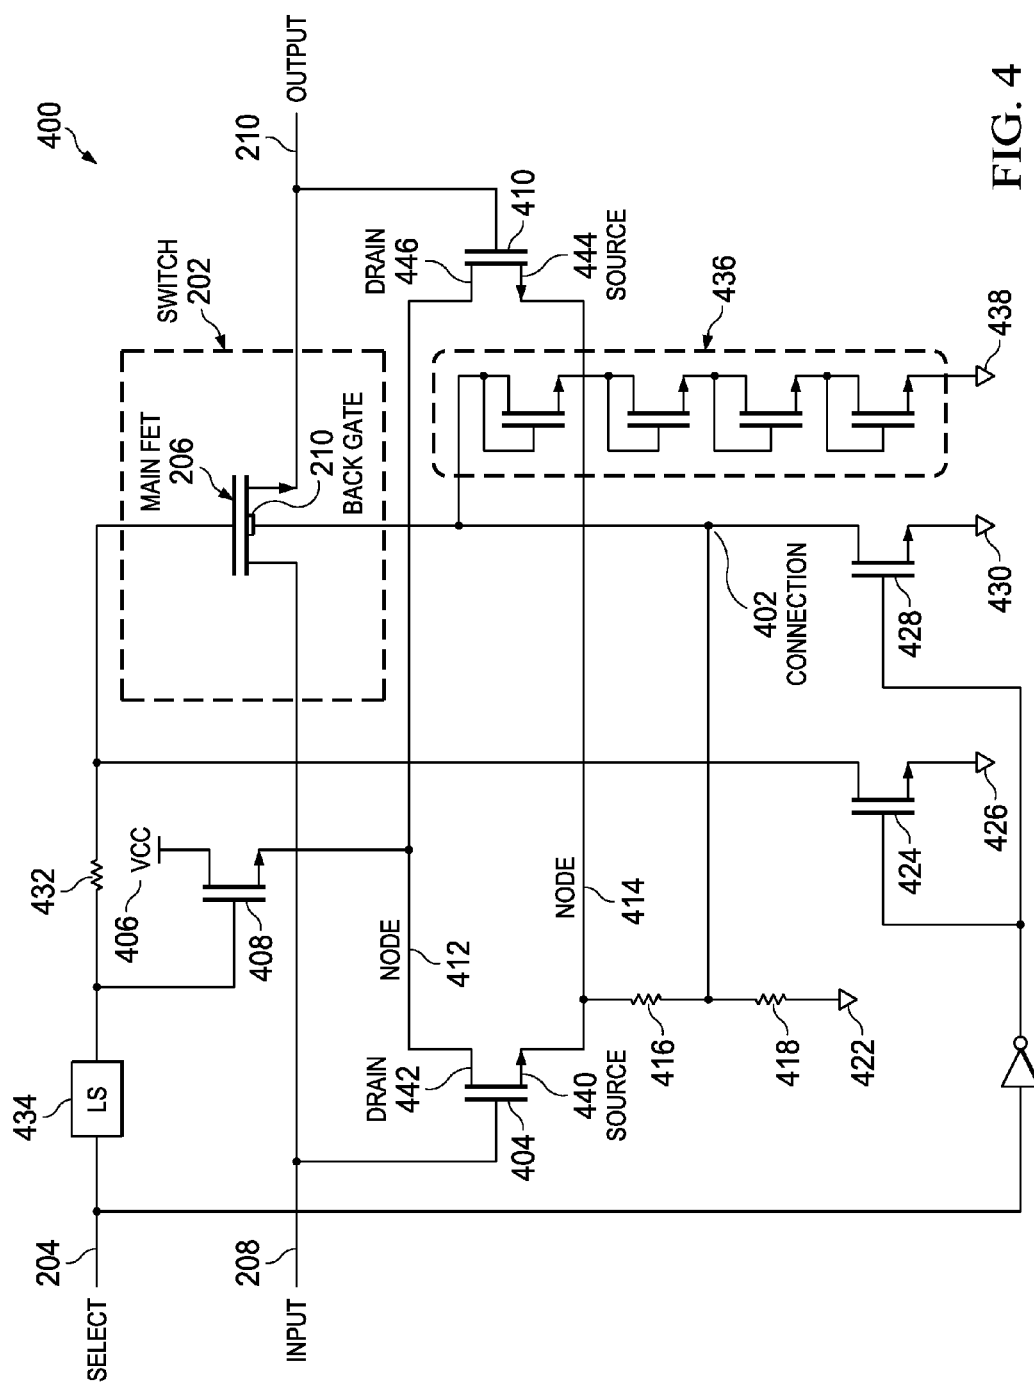 400
SWITCH
202
MAIN FET
206
210
BACK GATE
210
OUTPUT
432
406
VCC
408
434
LS
204
SELECT
208
INPUT
NODE
412
DRAIN
446
410
444
SOURCE
436
DRAIN
442
404
440
SOURCE
NODE
414
416
418
422
402
CONNECTION
424
426
428
430
438
FIG. 4